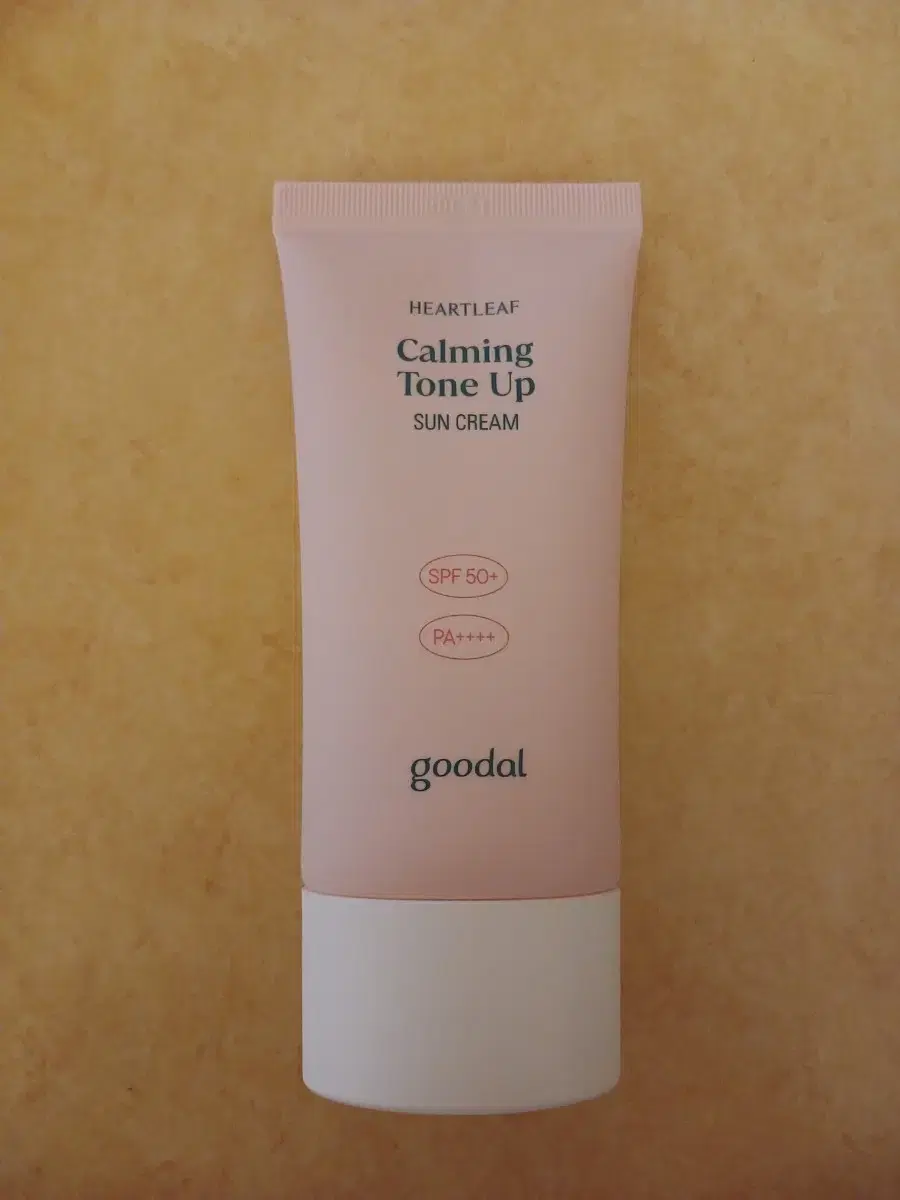 HEARTLEAF
Calming
Tone Up
SUN CREAM
SPF 50+
PA++++
goodal